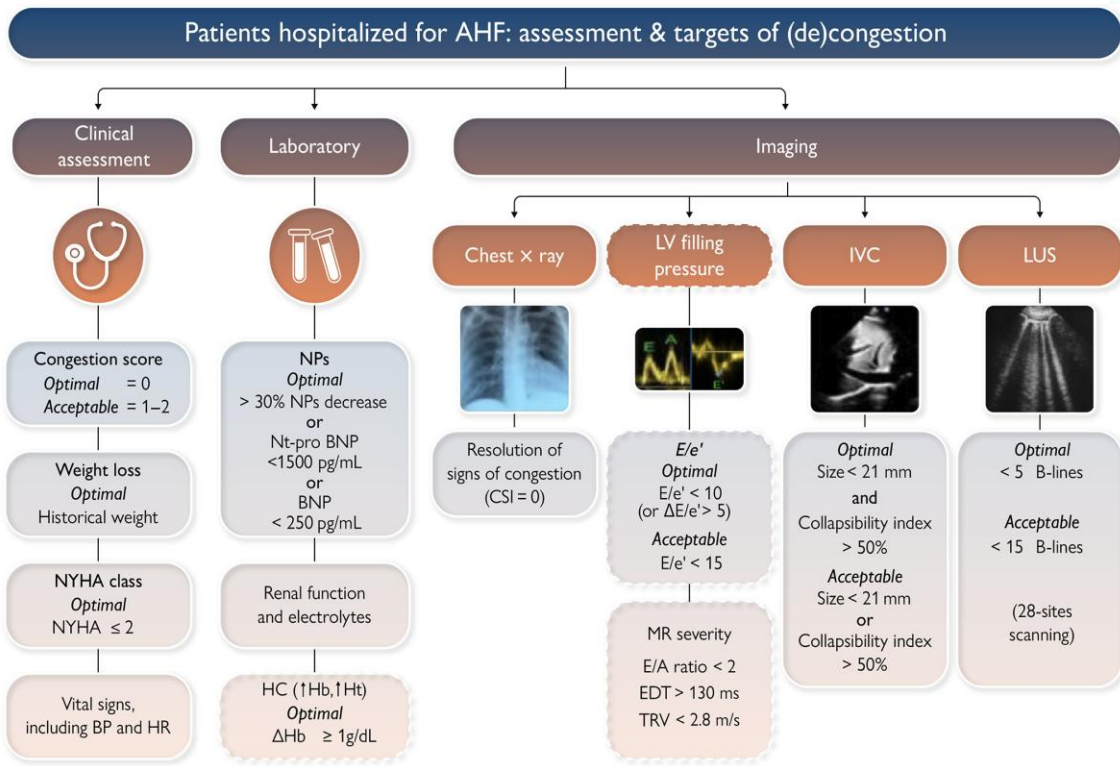 Patients hospitalized for AHF: assessment & targets of (de)congestion
Clinical
assessment
Laboratory
Imaging
Chest × ray
LV filling
pressure
IVC
LUS
Congestion score
Optimal = 0
Acceptable = 1–2
Weight loss
Optimal
Historical weight
NYHA class
Optimal
NYHA ≤ 2
Vital signs,
including BP and HR
NPs
Optimal
> 30% NPs decrease
or
Nt-pro BNP
<1500 pg/mL
or
BNP
< 250 pg/mL
Renal function
and electrolytes
HC (↑Hb,↑Ht)
Optimal
ΔHb ≥ 1g/dL
Resolution of
signs of congestion
(CSI = 0)
E A
E'
E/e'
Optimal
E/e' < 10
(or ΔE/e'> 5)
Acceptable
E/e' < 15
MR severity
E/A ratio < 2
EDT > 130 ms
TRV < 2.8 m/s
Optimal
Size < 21 mm
and
Collapsibility index
> 50%
Acceptable
Size < 21 mm
or
Collapsibility index
> 50%
Optimal
< 5 B-lines
Acceptable
< 15 B-lines
(28-sites
scanning)